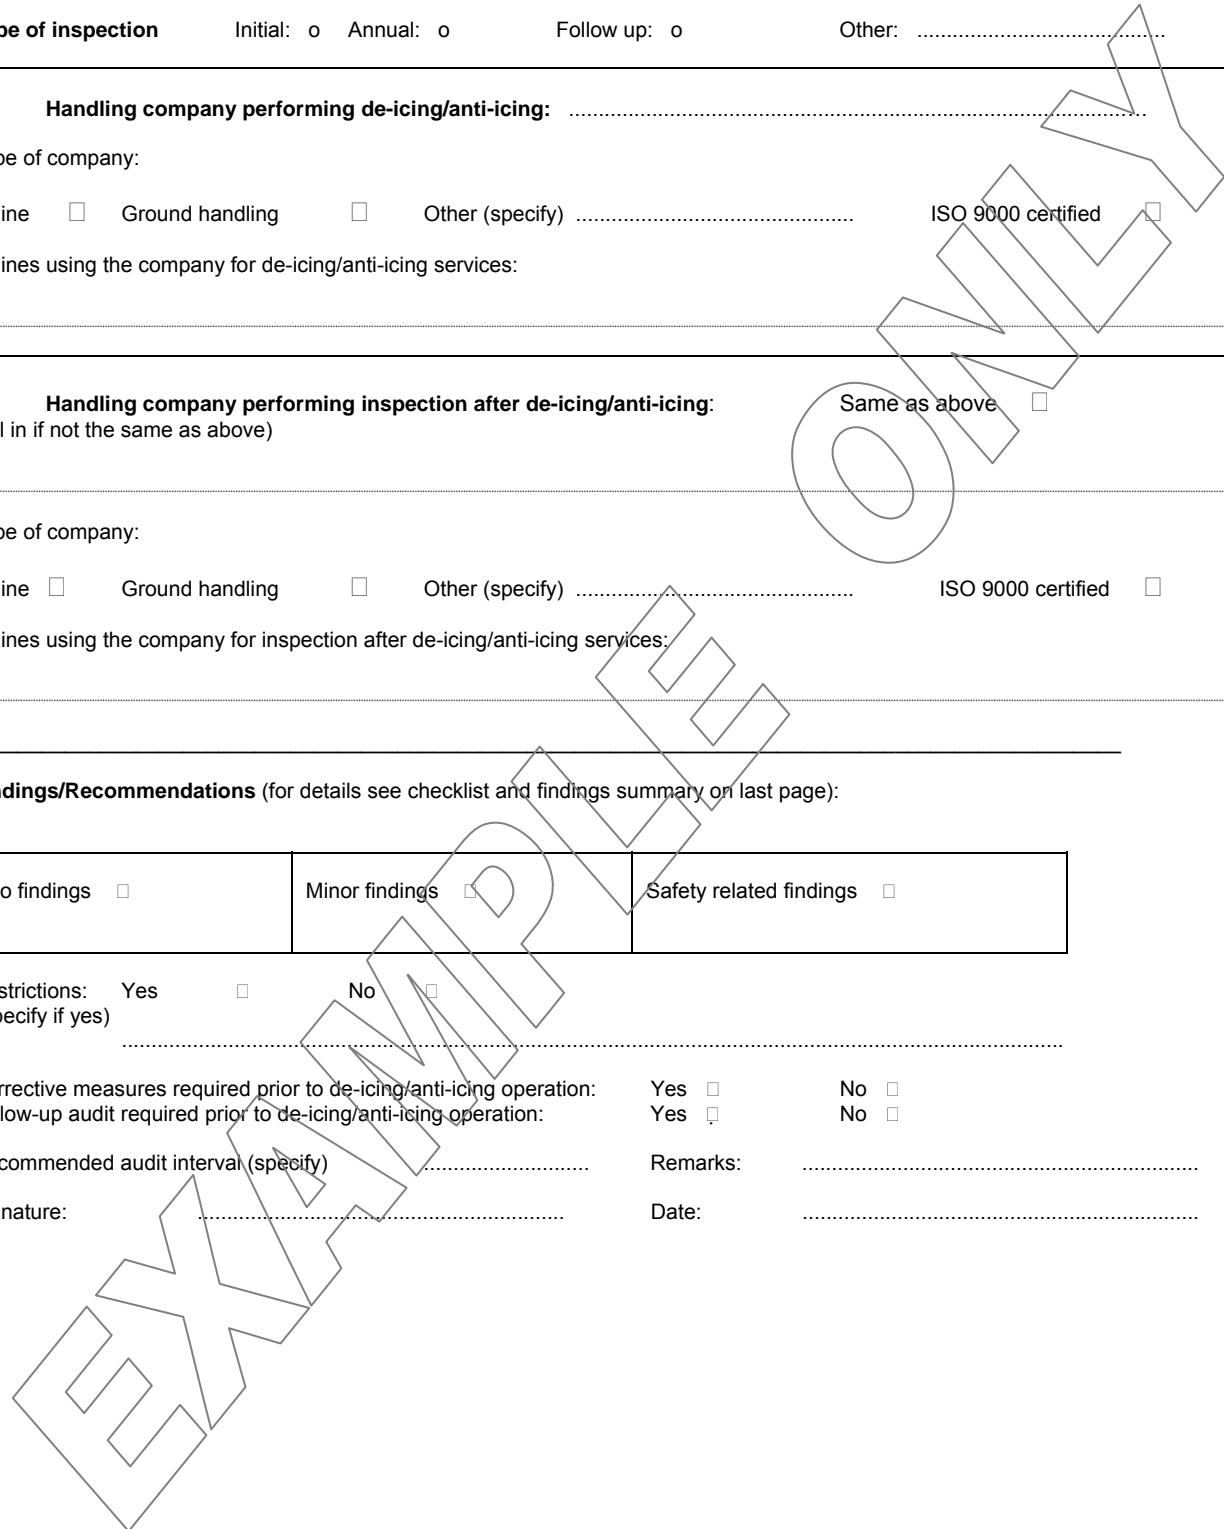 pe of inspection Initial: o Annual: o Follow up: o Other: ..........................................
Handling company performing de-icing/anti-icing: ..................................................................................................
pe of company:
ine □ Ground handling □ Other (specify) ............................................... ISO 9000 certified □
ines using the company for de-icing/anti-icing services:
Handling company performing inspection after de-icing/anti-icing: Same as above □
l in if not the same as above)
pe of company:
ine □ Ground handling □ Other (specify) ............................................... ISO 9000 certified □
ines using the company for inspection after de-icing/anti-icing services:
ndings/Recommendations (for details see checklist and findings summary on last page):
o findings □ Minor findings □ Safety related findings □
strictions: Yes □ No □
pecify if yes)
................................................................................................................................................................
rrective measures required prior to de-icing/anti-icing operation: Yes □ No □
low-up audit required prior to de-icing/anti-icing operation: Yes □ No □
commended audit interval (specify) ............................ Remarks: ...................................................................
nature: .............................................................. Date: ...................................................................
EXAMPLE ONLY